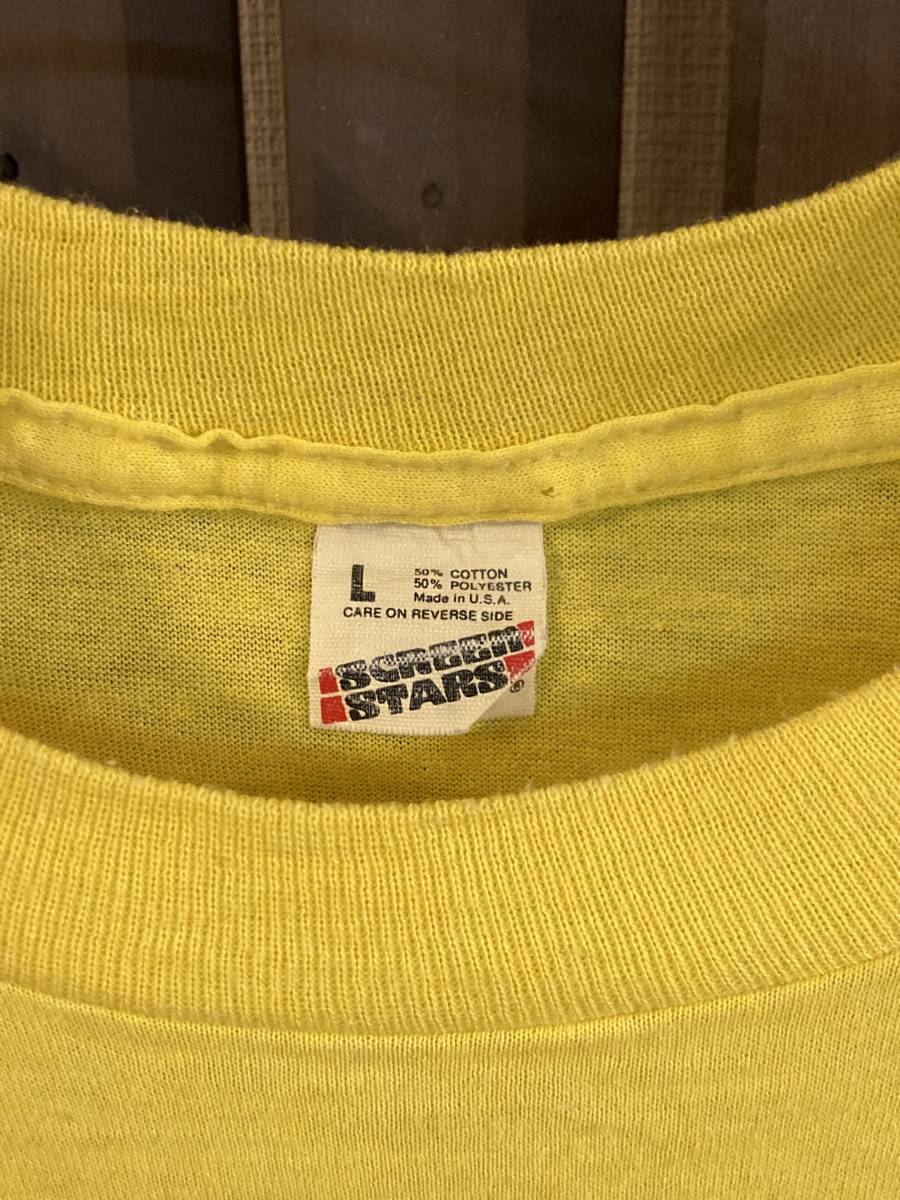 L
50% COTTON
50% POLYESTER
Made in U.S.A.
CARE ON REVERSE SIDE
SCREEN
STARS®